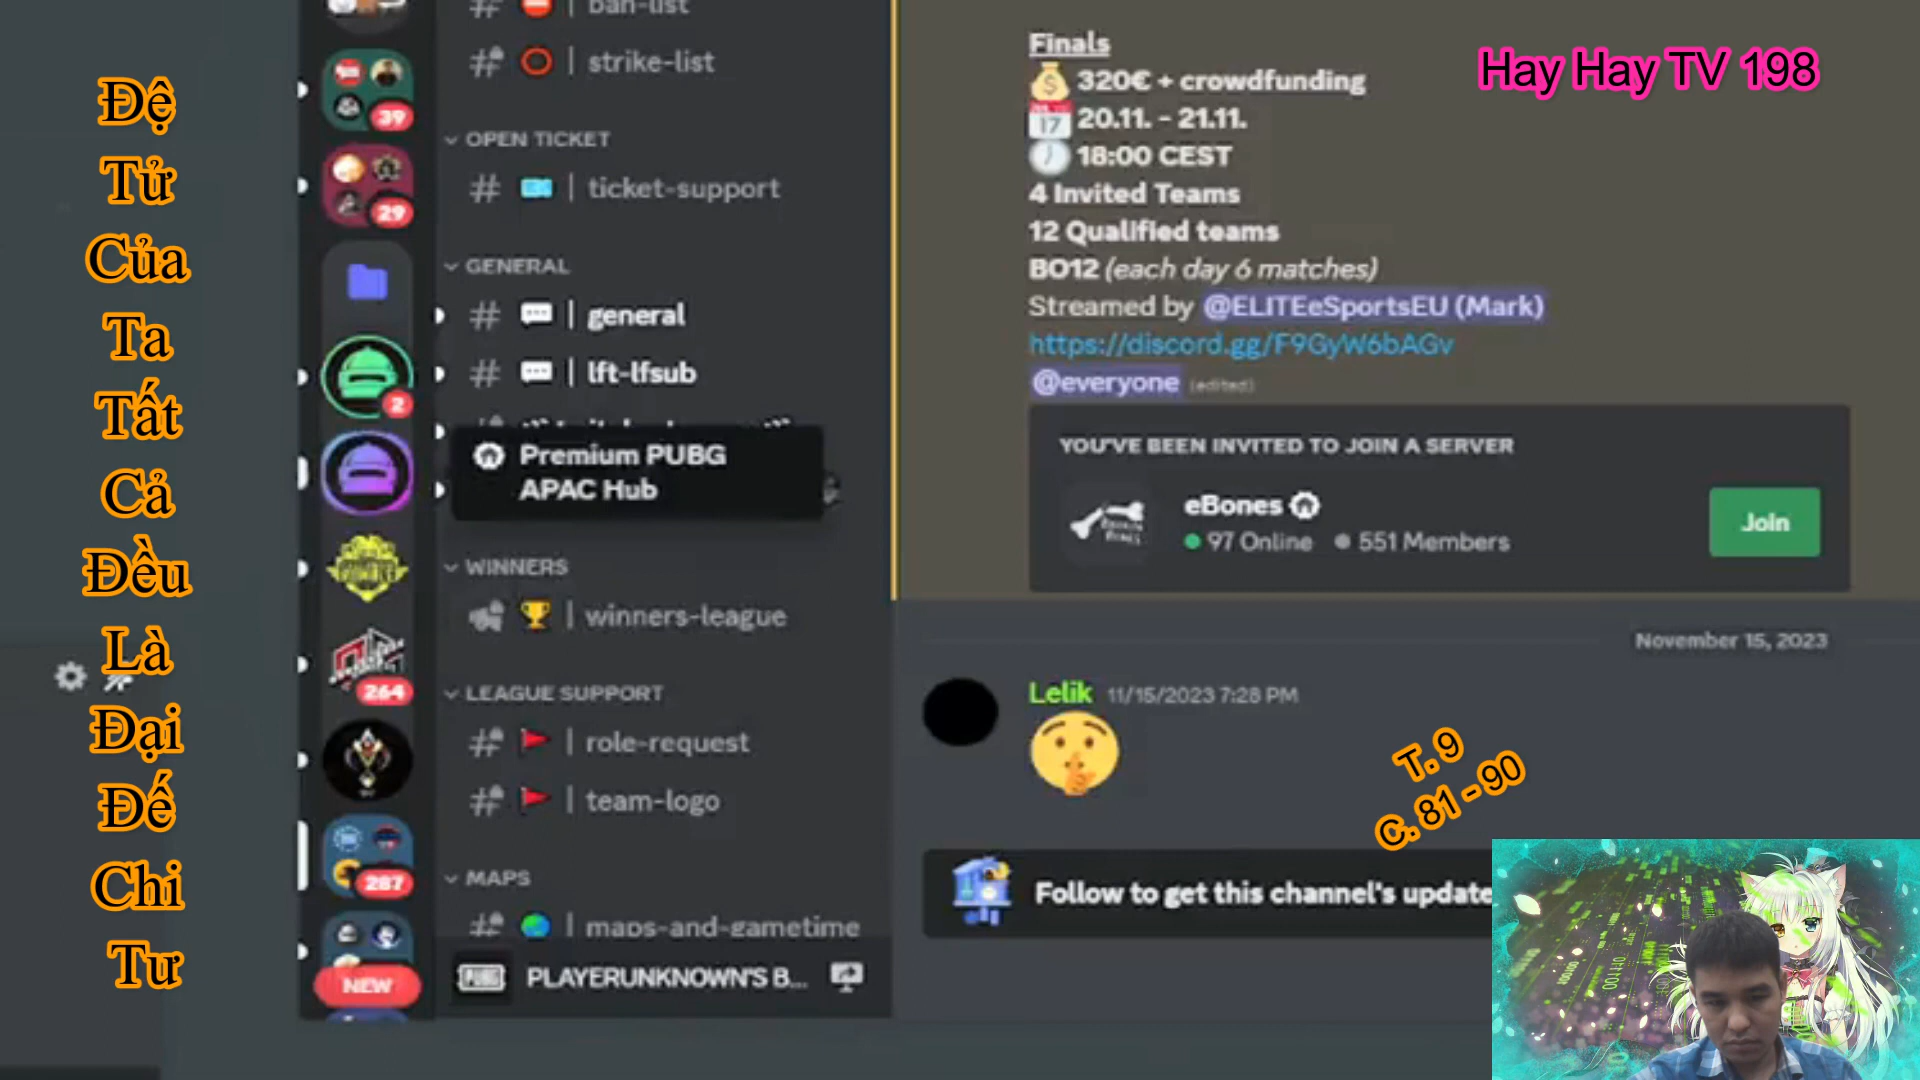 Đệ
Tử
Của
Ta
Tất
Cả
Đều
Là
Đại
Đế
Chi
Tư
39
29
2
264
287
NEW
ban-list
strike-list
OPEN TICKET
ticket-support
GENERAL
general
lft-lfsub
Premium PUBG
APAC Hub
WINNERS
winners-league
LEAGUE SUPPORT
role-request
team-logo
MAPS
maps-and-gametime
PUBG
PLAYERUNKNOWN'S B...
Finals
320€ + crowdfunding
17
20.11. - 21.11.
18:00 CEST
4 Invited Teams
12 Qualified teams
BO12 (each day 6 matches)
Streamed by @ELITEeSportsEU (Mark)
https://discord.gg/F9GyW6bAGv
@everyone (edited)
YOU'VE BEEN INVITED TO JOIN A SERVER
eBones
97 Online 551 Members
Join
November 15, 2023
Lelik 11/15/2023 7:28 PM
Follow to get this channel's update
Hay Hay TV 198
T. 9
C. 81 - 90